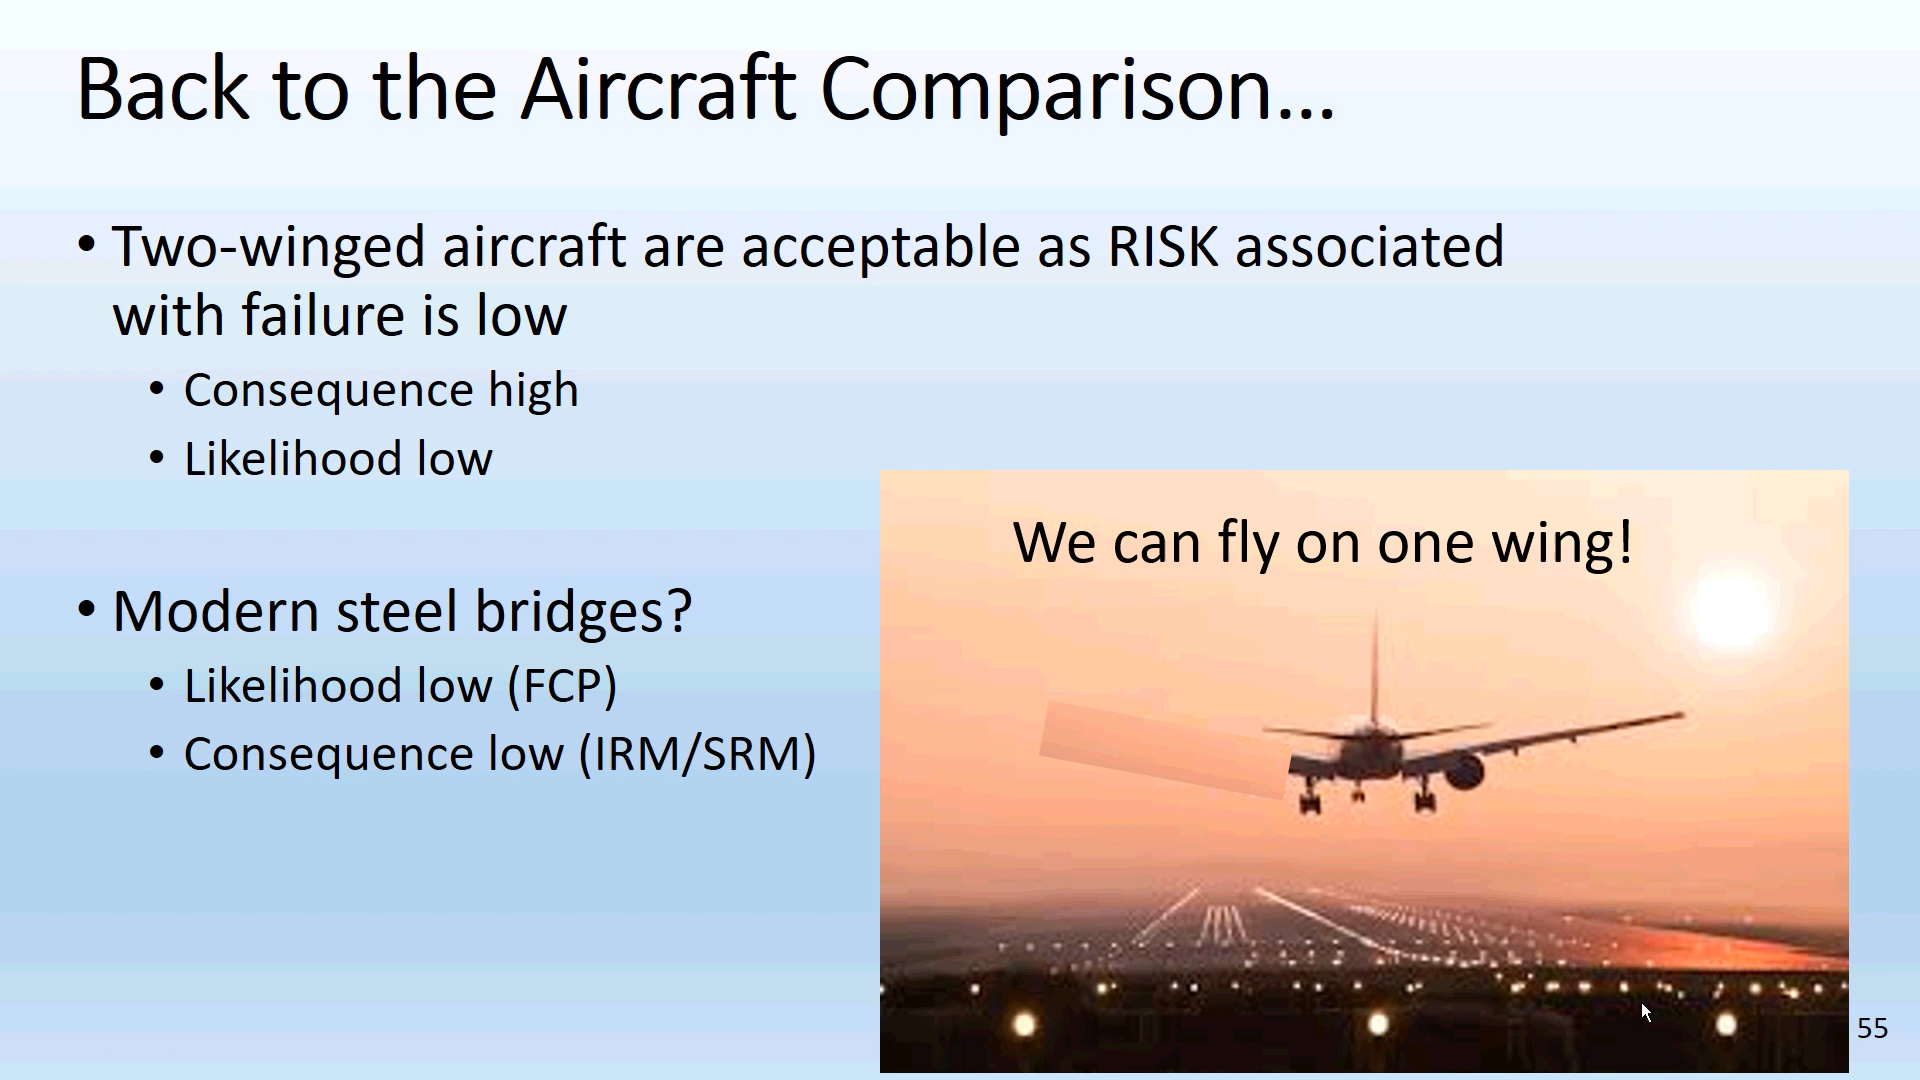 Back to the Aircraft Comparison...
• Two-winged aircraft are acceptable as RISK associated
with failure is low
• Consequence high
• Likelihood low
We can fly on one wing!
• Modern steel bridges?
• Likelihood low (FCP)
• Consequence low (IRM/SRM)
55